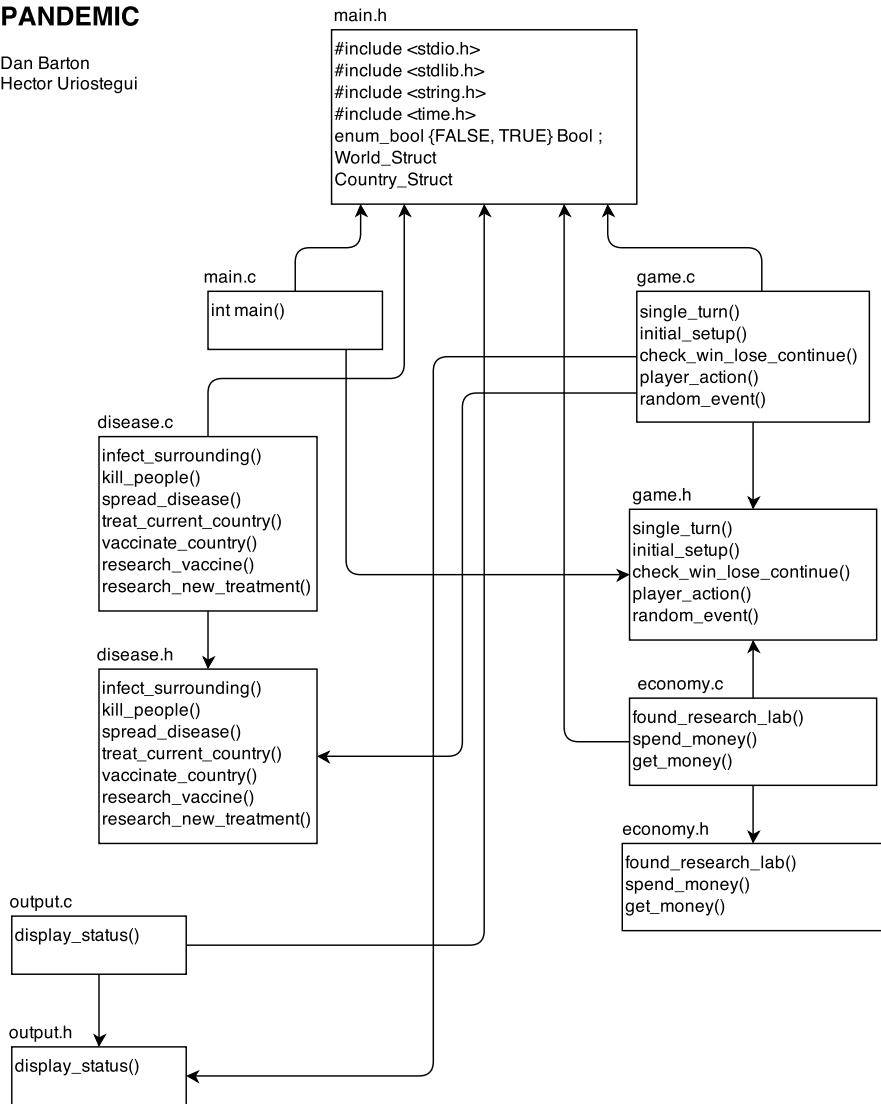 PANDEMIC
Dan Barton
Hector Uriostegui
main.h
#include <stdio.h>
#include <stdlib.h>
#include <string.h>
#include <time.h>
enum_bool {FALSE, TRUE} Bool ;
World_Struct
Country_Struct
main.c
int main()
game.c
single_turn()
initial_setup()
check_win_lose_continue()
player_action()
random_event()
disease.c
infect_surrounding()
kill_people()
spread_disease()
treat_current_country()
vaccinate_country()
research_vaccine()
research_new_treatment()
game.h
single_turn()
initial_setup()
check_win_lose_continue()
player_action()
random_event()
disease.h
infect_surrounding()
kill_people()
spread_disease()
treat_current_country()
vaccinate_country()
research_vaccine()
research_new_treatment()
economy.c
found_research_lab()
spend_money()
get_money()
economy.h
found_research_lab()
spend_money()
get_money()
output.c
display_status()
output.h
display_status()